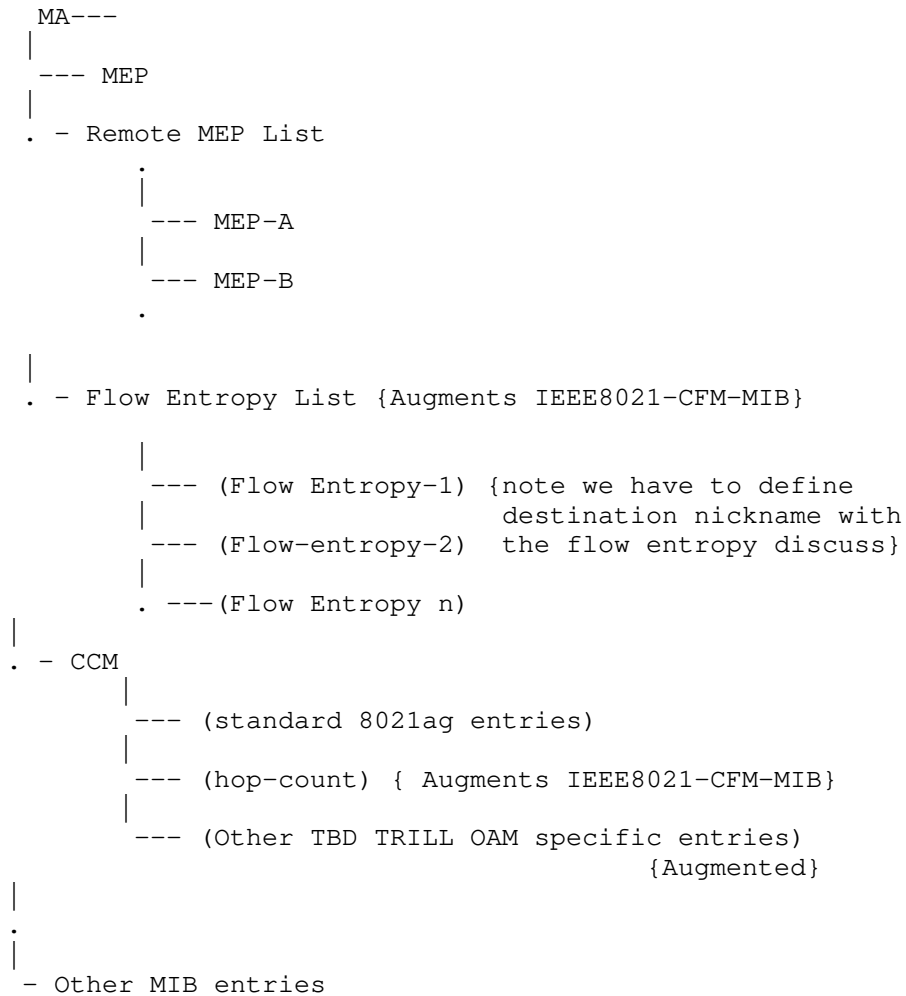 MA---
|
--- MEP
|
. - Remote MEP List
.
|
--- MEP-A
|
--- MEP-B
.
|
. - Flow Entropy List {Augments IEEE8021-CFM-MIB}
|
--- (Flow Entropy-1) {note we have to define
| destination nickname with
--- (Flow-entropy-2) the flow entropy discuss}
|
. ---(Flow Entropy n)
|
. - CCM
|
--- (standard 8021ag entries)
|
--- (hop-count) { Augments IEEE8021-CFM-MIB}
|
--- (Other TBD TRILL OAM specific entries)
{Augmented}
|
.
|
- Other MIB entries